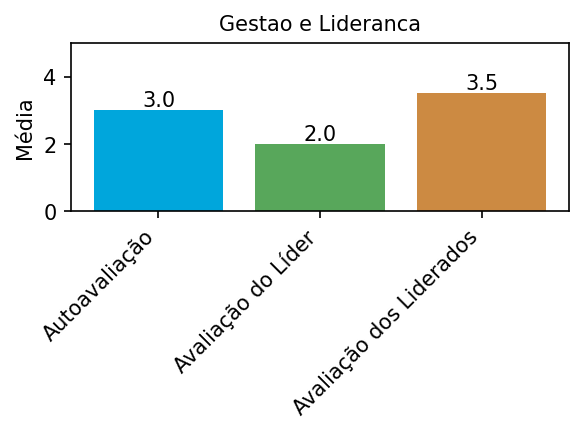 Gestao e Lideranca
Média
4
2
0
3.0
2.0
3.5
Autoavaliação
Avaliação do Líder
Avaliação dos Liderados